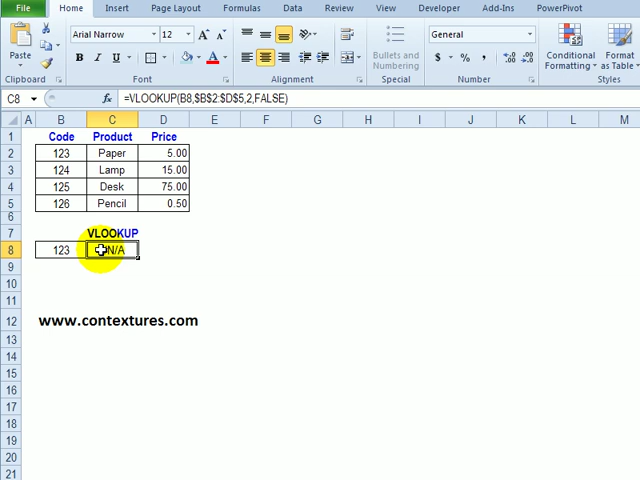 File Home Insert Page Layout Formulas Data Review View Developer Add-Ins PowerPivot
Arial Narrow 12 A A General
Paste B I U A $ % , Bullets and Numbering Conditional Formatting Format as Table
Clipboard Font Alignment Special Number Styles
C8 fx =VLOOKUP(B8,$B$2:$D$5,2,FALSE)
A B C D E F G H I J K L M
1 Code Product Price
2 123 Paper 5.00
3 124 Lamp 15.00
4 125 Desk 75.00
5 126 Pencil 0.50
6
7 VLOOKUP
8 123 N/A
9
10
11
12 www.contextures.com
13
14
15
16
17
18
19
20
21